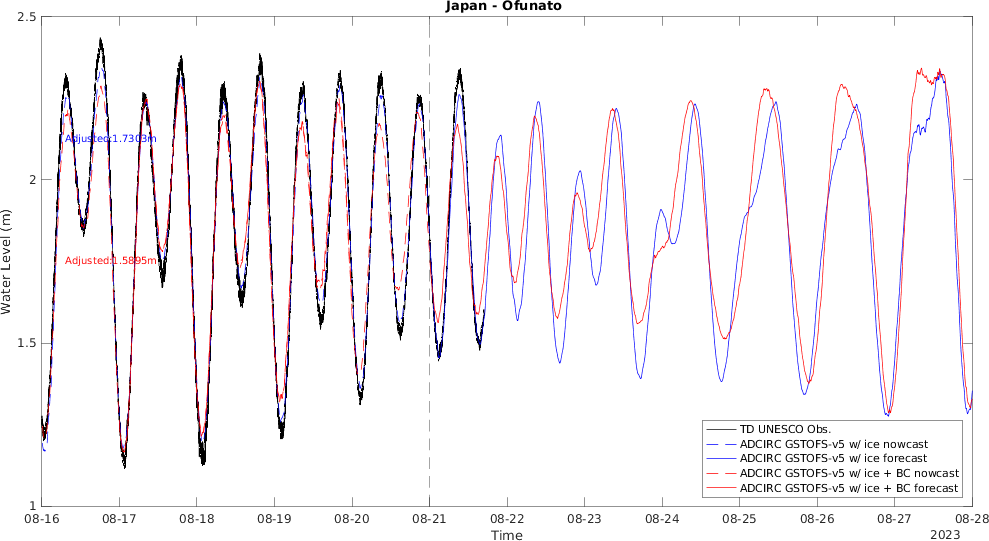 Japan - Ofunato
2.5
2
1.5
1
Water Level (m)
Adjusted:1.7303m
Adjusted:1.5895m
TD UNESCO Obs.
ADCIRC GSTOFS-v5 w/ ice nowcast
ADCIRC GSTOFS-v5 w/ ice forecast
ADCIRC GSTOFS-v5 w/ ice + BC nowcast
ADCIRC GSTOFS-v5 w/ ice + BC forecast
08-16 08-17 08-18 08-19 08-20 08-21 08-22 08-23 08-24 08-25 08-26 08-27 08-28
Time
2023